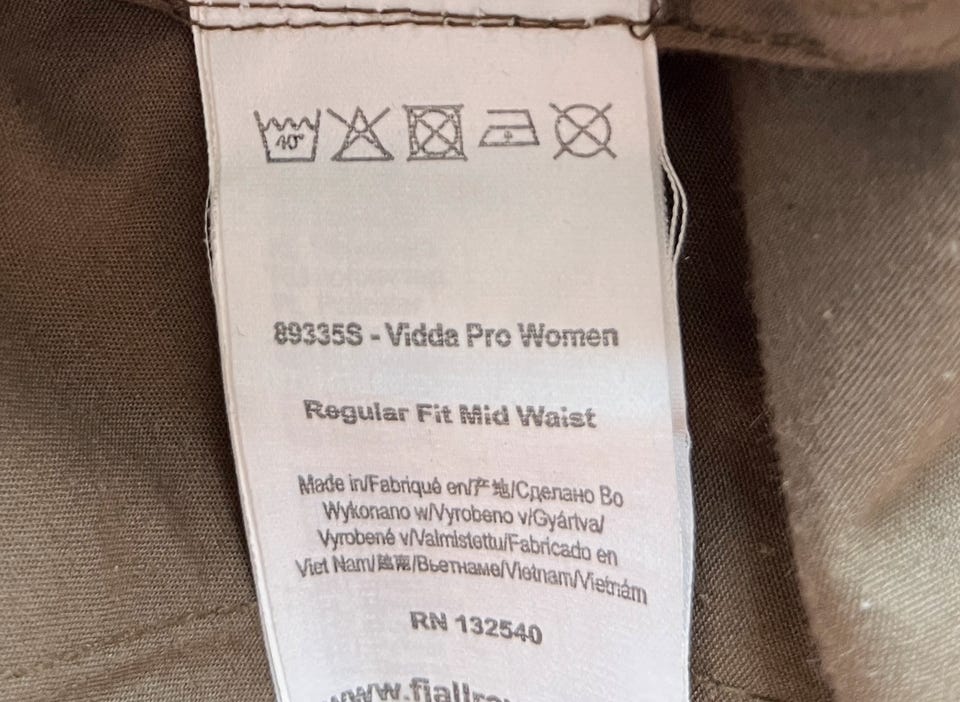 40°
89335S - Vidda Pro Women
Regular Fit Mid Waist
Made in/Fabriqué en/产地/Сделано Во
Wykonano w/Vyrobeno v/Gyártva/
Vyrobené v/Valmistettu/Fabricado en
Viet Nam/越南/Вьетнаме/Vietnam/Vietnám
RN 132540